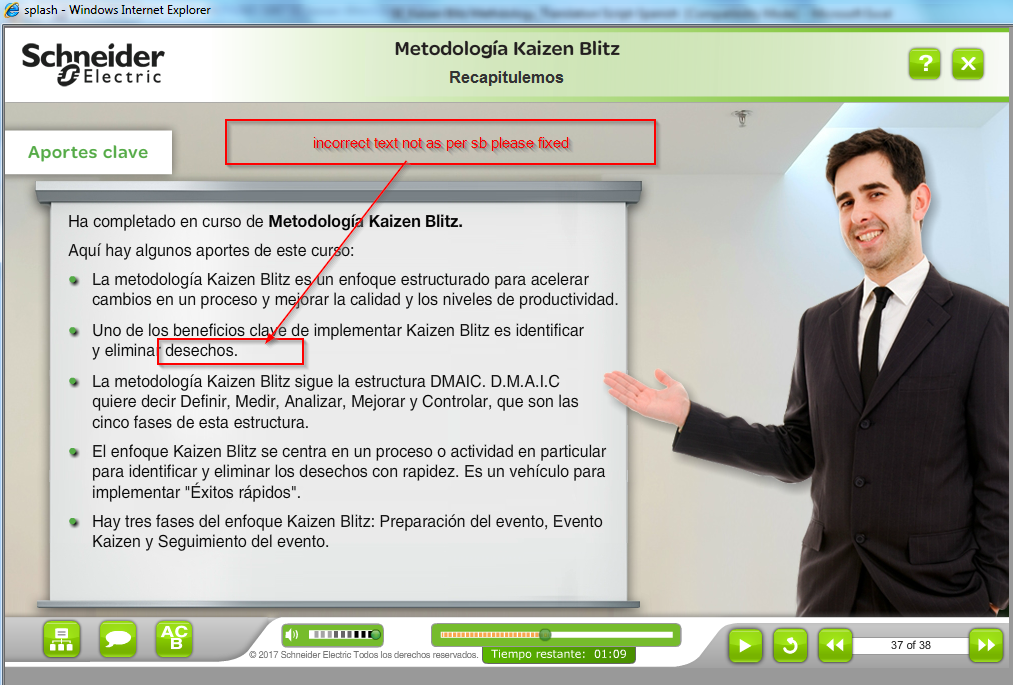 splash - Windows Internet Explorer
Schneider
Electric
Metodología Kaizen Blitz
Recapitulemos
?
X
Aportes clave
incorrect text not as per sb please fixed
Ha completado en curso de Metodología Kaizen Blitz.
Aquí hay algunos aportes de este curso:
La metodología Kaizen Blitz es un enfoque estructurado para acelerar
cambios en un proceso y mejorar la calidad y los niveles de productividad.
Uno de los beneficios clave de implementar Kaizen Blitz es identificar
y eliminar desechos.
La metodología Kaizen Blitz sigue la estructura DMAIC. D.M.A.I.C
quiere decir Definir, Medir, Analizar, Mejorar y Controlar, que son las
cinco fases de esta estructura.
El enfoque Kaizen Blitz se centra en un proceso o actividad en particular
para identificar y eliminar los desechos con rapidez. Es un vehículo para
implementar "Éxitos rápidos".
Hay tres fases del enfoque Kaizen Blitz: Preparación del evento, Evento
Kaizen y Seguimiento del evento.
AC
B
© 2017 Schneider Electric Todos los derechos reservados.
Tiempo restante: 01:09
37 of 38